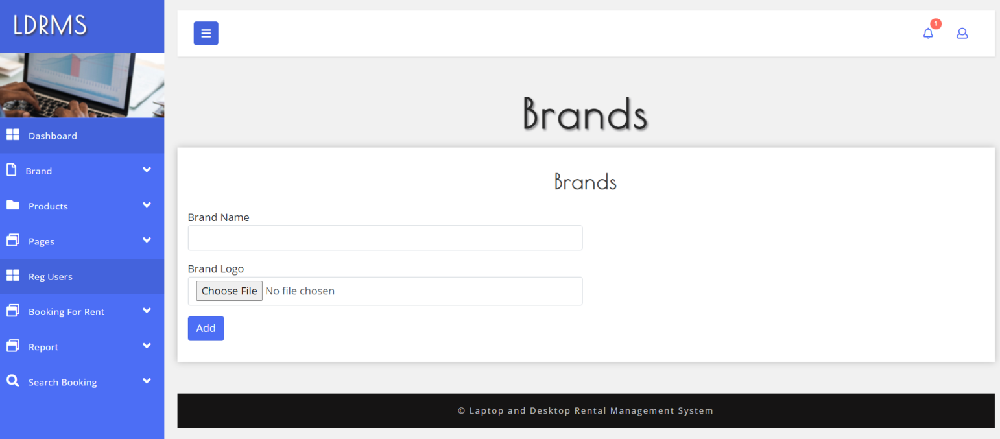 LDRMS
1
Dashboard
Brand
Products
Pages
Reg Users
Booking For Rent
Report
Search Booking
Brands
Brands
Brand Name
Brand Logo
Choose File No file chosen
Add
© Laptop and Desktop Rental Management System